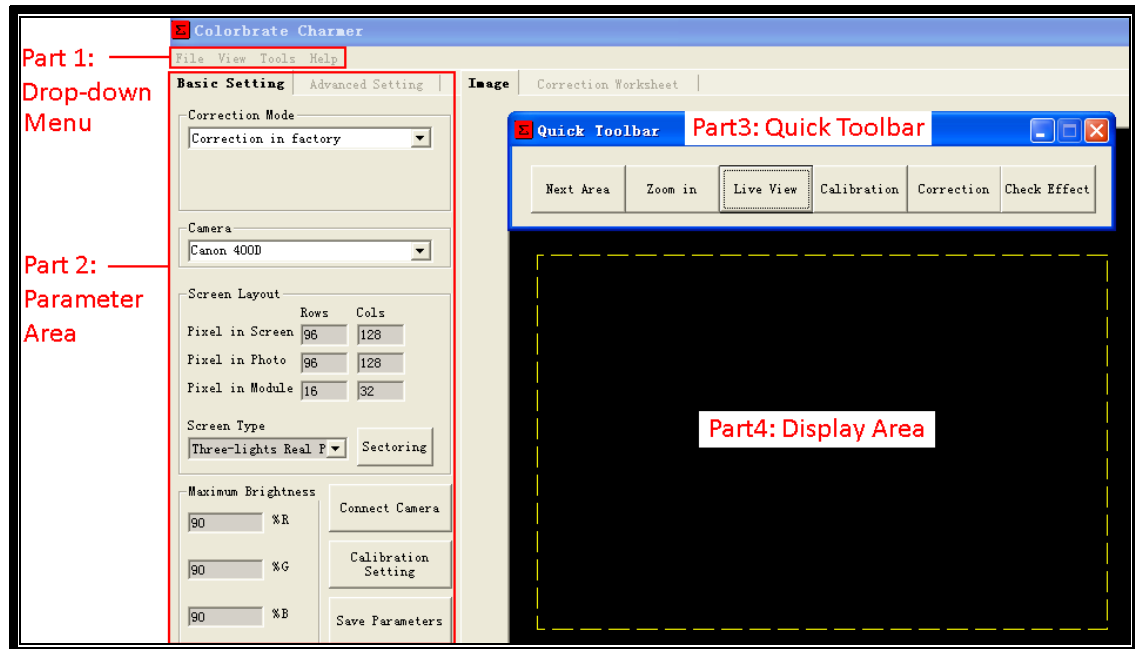 Colorbrate Charmer
Part 1:
Drop-down
Menu
File View Tools Help
Basic Setting
Advanced Setting
Image
Correction Worksheet
Correction Mode
Correction in factory
Quick Toolbar
Part3: Quick Toolbar
Next Area
Zoom in
Live View
Calibration
Correction
Check Effect
Part 2:
Parameter
Area
Camera
Canon 400D
Screen Layout
Rows Cols
Pixel in Screen 96 128
Pixel in Photo 96 128
Pixel in Module 16 32
Screen Type
Three-lights Real P
Sectoring
Maximum Brightness
90 %R
90 %G
90 %B
Connect Camera
Calibration
Setting
Save Parameters
Part4: Display Area